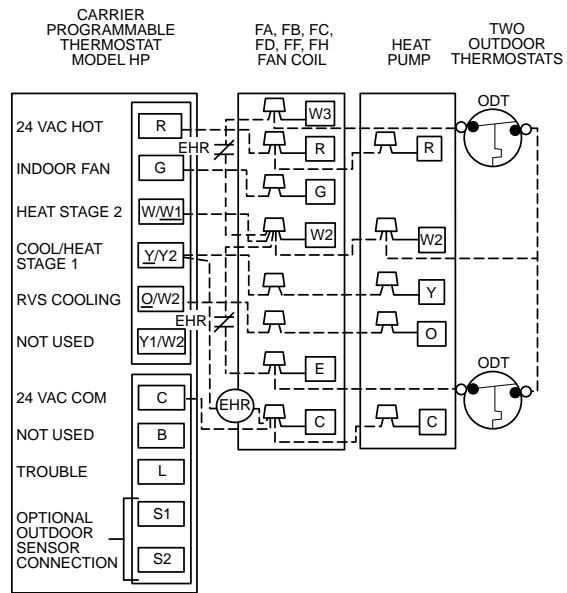 CARRIER
PROGRAMMABLE
THERMOSTAT
MODEL HP
FA, FB, FC,
FD, FF, FH
FAN COIL
HEAT
PUMP
TWO
OUTDOOR
THERMOSTATS
24 VAC HOT
R
INDOOR FAN
G
HEAT STAGE 2
W/W1
COOL/HEAT
STAGE 1
Y/Y2
RVS COOLING
O/W2
NOT USED
Y1/W2
24 VAC COM
C
NOT USED
B
TROUBLE
L
OPTIONAL
OUTDOOR
SENSOR
CONNECTION
S1
S2
EHR
EHR
EHR
W3
R
G
W2
E
C
R
W2
Y
O
C
ODT
ODT